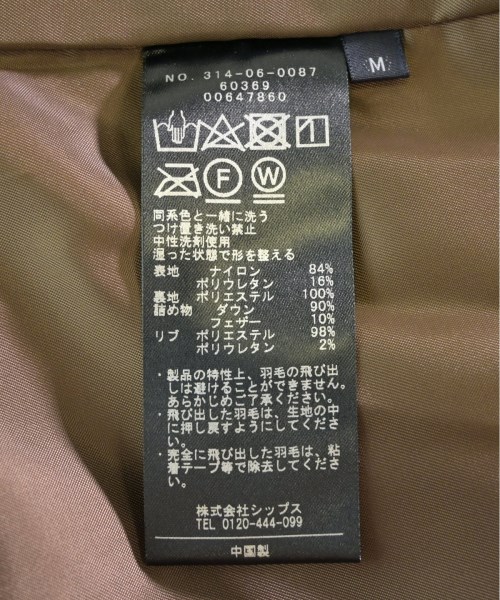 M
NO. 314-06-0087
60369
00647860
F W
同系色と一緒に洗う
つけ置き洗い禁止
中性洗剤使用
湿った状態で形を整える
表地 ナイロン 84%
ポリウレタン 16%
裏地 ポリエステル 100%
詰め物 ダウン 90%
フェザー 10%
リブ ポリエステル 98%
ポリウレタン 2%
・製品の特性上、羽毛の飛び出
しは避けることができません。
あらかじめご了承ください。
・飛び出した羽毛は、生地の中
に押し戻すようにしてくださ
い。
・完全に飛び出した羽毛は、粘
着テープ等で除去してくださ
い。
株式会社シップス
TEL 0120-444-099
中国製